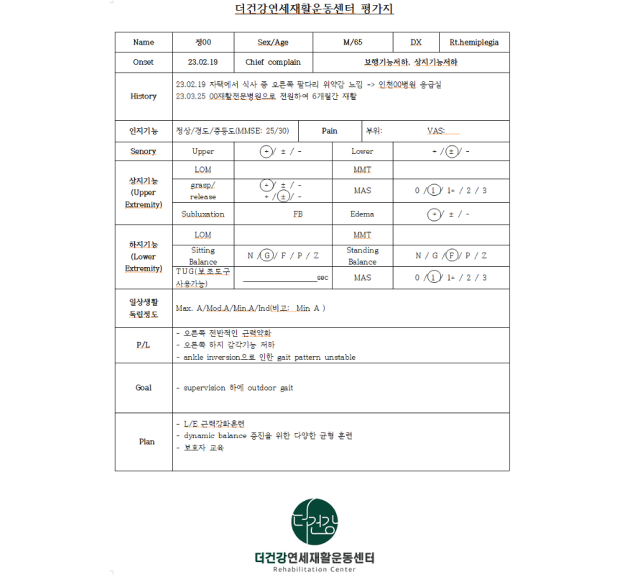 더건강연세재활운동센터 평가지
Name 정00 Sex/Age M/65 DX Rt.hemiplegia
Onset 23.02.19 Chief complain 보행기능저하, 상지기능저하
History
23.02.19 자택에서 식사 중 오른쪽 팔다리 위약감 느낌 -> 인천00병원 응급실
23.03.25 00재활전문병원으로 전원하여 6개월간 재활
인지기능 정상/경도/중등도(MMSE: 25/30) Pain 부위: VAS:
Senory Upper + / ± / - Lower + / ± / -
상지기능
(Upper
Extremity)
LOM MMT
grasp/
release
+ / ± / -
+ / ± / -
MAS 0 / 1 / 1+ / 2 / 3
Subluxation FB Edema + / ± / -
하지기능
(Lower
Extremity)
LOM MMT
Sitting
Balance
N / G / F / P / Z
Standing
Balance
N / G / F / P / Z
TUG(보조도구
사용가능)
sec MAS 0 / 1 / 1+ / 2 / 3
일상생활
독립정도
Max. A/Mod.A/Min.A/Ind(비고: Min A )
P/L
- 오른쪽 전반적인 근력약화
- 오른쪽 하지 감각기능 저하
- ankle inversion으로 인한 gait pattern unstable
Goal
- supervision 하에 outdoor gait
Plan
- L/E 근력강화훈련
- dynamic balance 증진을 위한 다양한 균형 훈련
- 보호자 교육
더건강
더건강연세재활운동센터
Rehabilitation Center